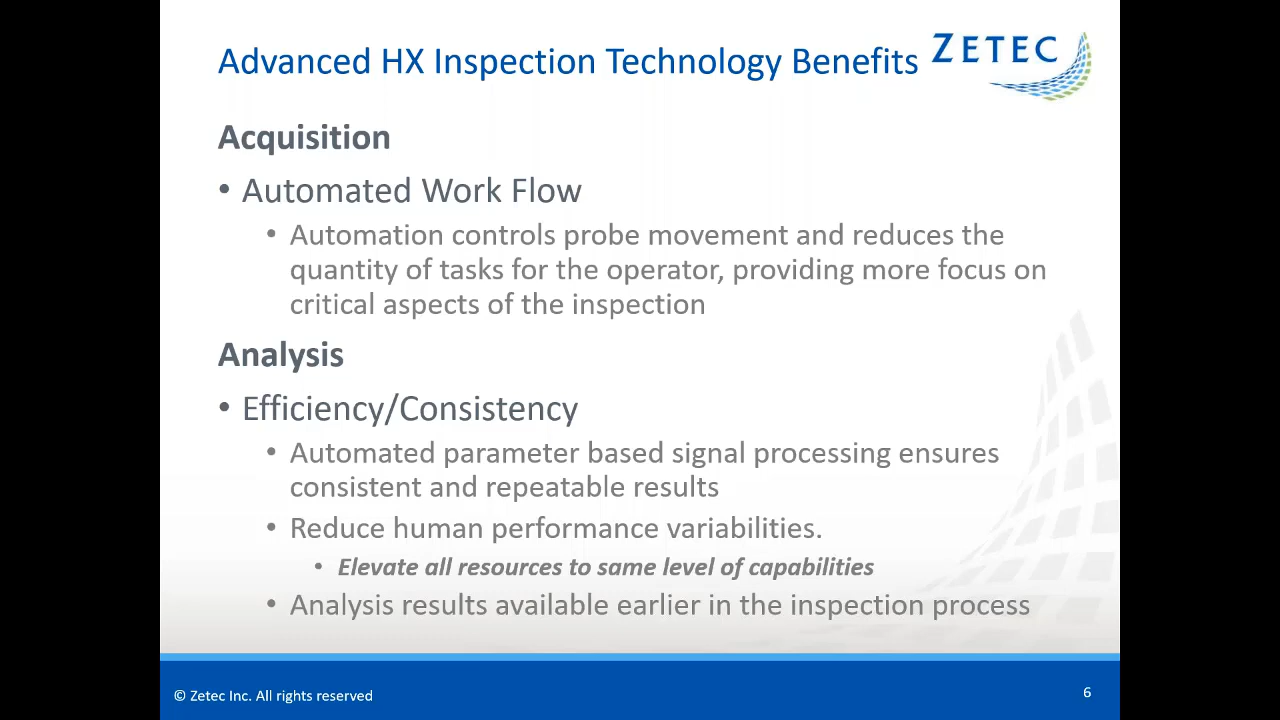 Advanced HX Inspection Technology Benefits
ZETEC
Acquisition
• Automated Work Flow
• Automation controls probe movement and reduces the
quantity of tasks for the operator, providing more focus on
critical aspects of the inspection
Analysis
• Efficiency/Consistency
• Automated parameter based signal processing ensures
consistent and repeatable results
• Reduce human performance variabilities.
• Elevate all resources to same level of capabilities
• Analysis results available earlier in the inspection process
© Zetec Inc. All rights reserved
6